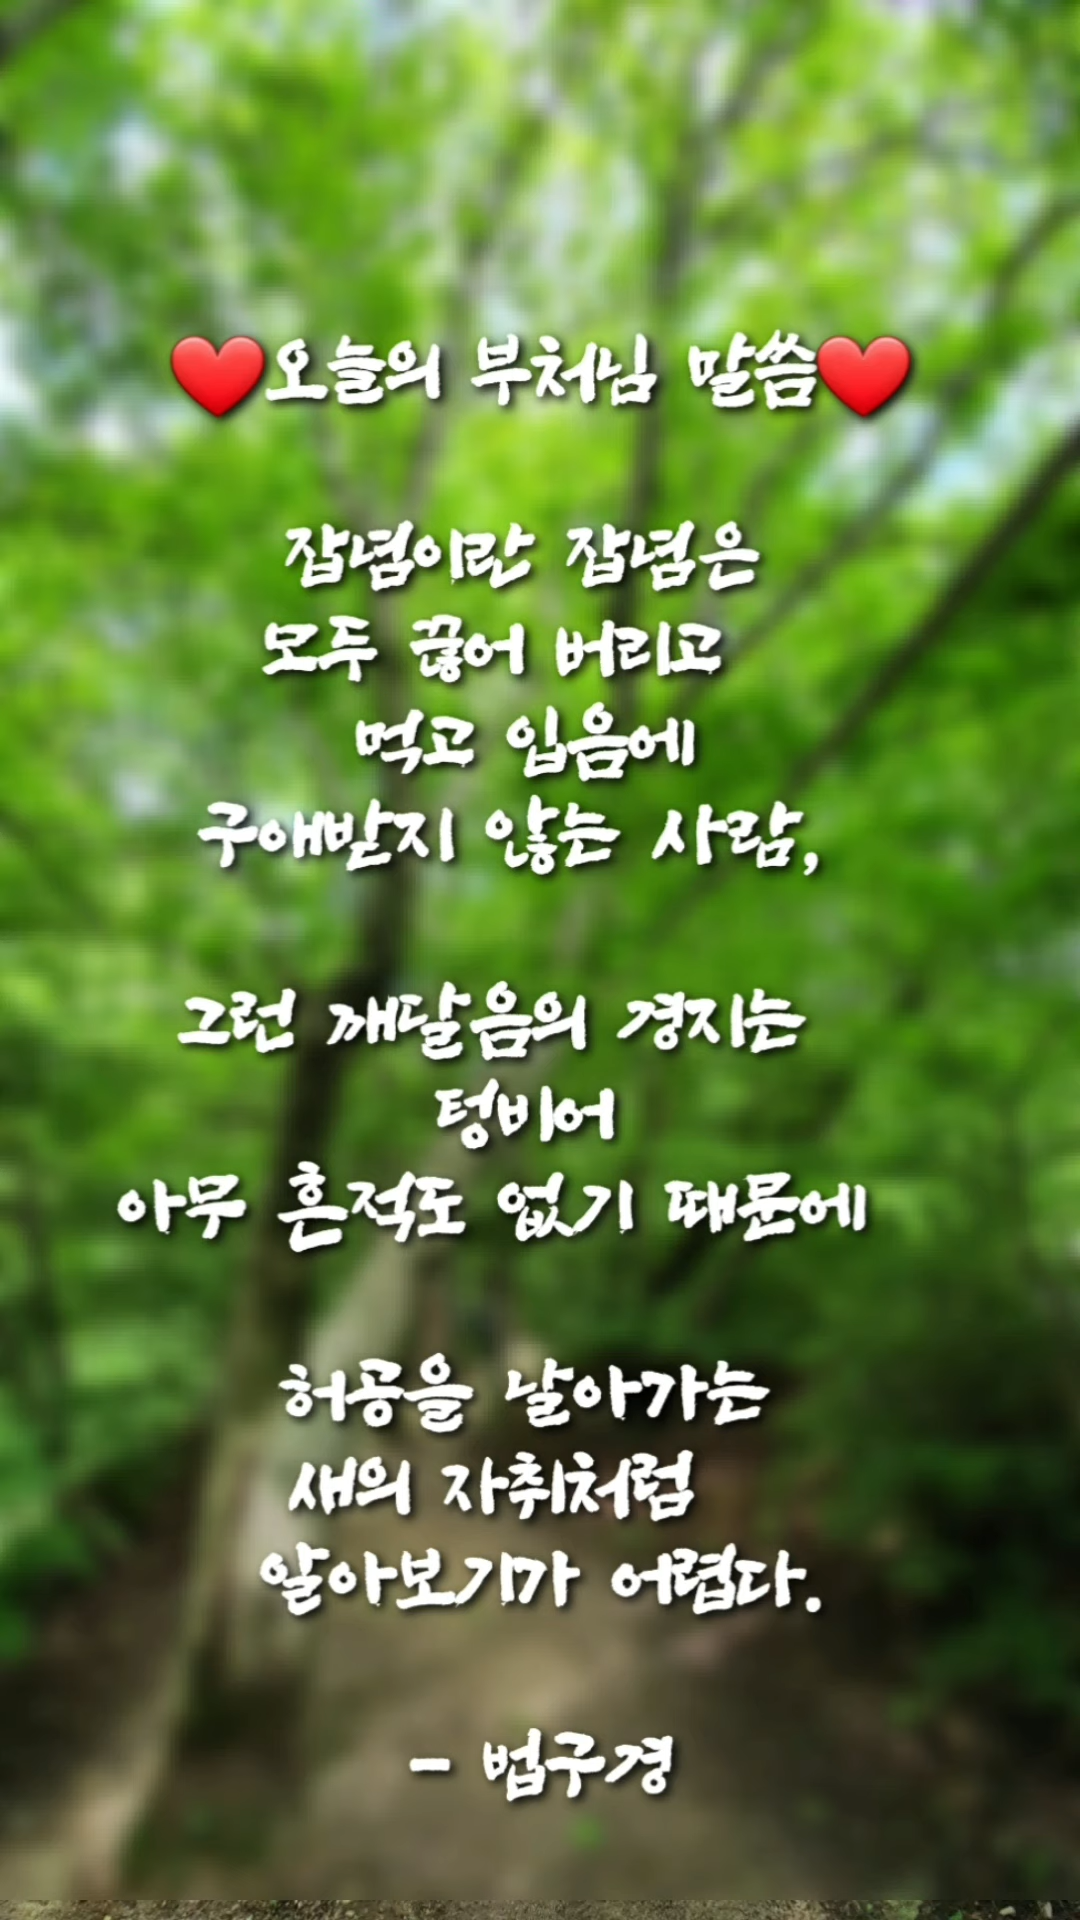 ❤️오늘의 부처님 말씀❤️
잡념이란 잡념은
모두 끊어 버리고
먹고 입음에
구애받지 않는 사람,
그런 깨달음의 경지는
텅비어
아무 흔적도 없기 때문에
허공을 날아가는
새의 자취처럼
알아보기가 어렵다.
- 법구경